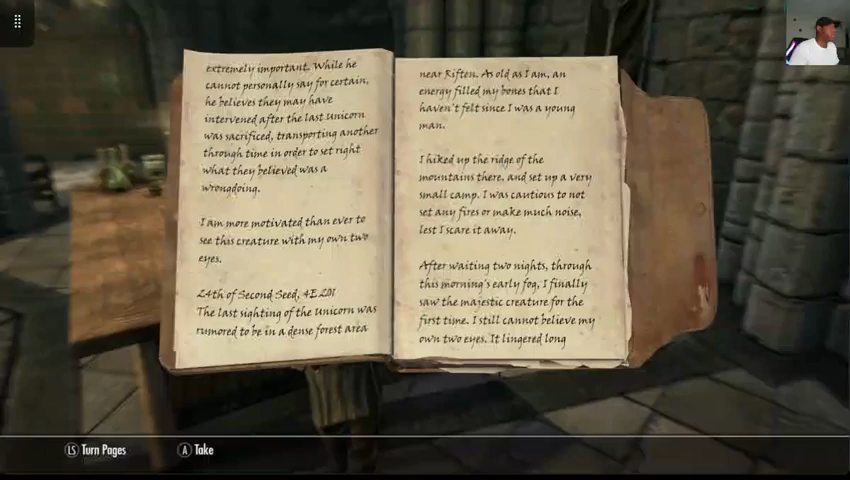 extremely important. While he
cannot personally say for certain,
he believes they may have
intervened after the last Unicorn
was sacrificed, transporting another
through time in order to set right
what they believed was a
wrongdoing.
I am more motivated than ever to
see this creature with my own two
eyes.
24th of Second Seed, 4E 201
The last sighting of the Unicorn was
rumored to be in a dense forest area
near Riften. As old as I am, an
energy filled my bones that I
haven't felt since I was a young
man.
I hiked up the ridge of the
mountains there, and set up a very
small camp. I was cautious to not
set any fires or make much noise,
lest I scare it away.
After waiting two nights, through
this morning's early fog, I finally
saw the majestic creature for the
first time. I still cannot believe my
own two eyes. It lingered long
LS Turn Pages
A Take